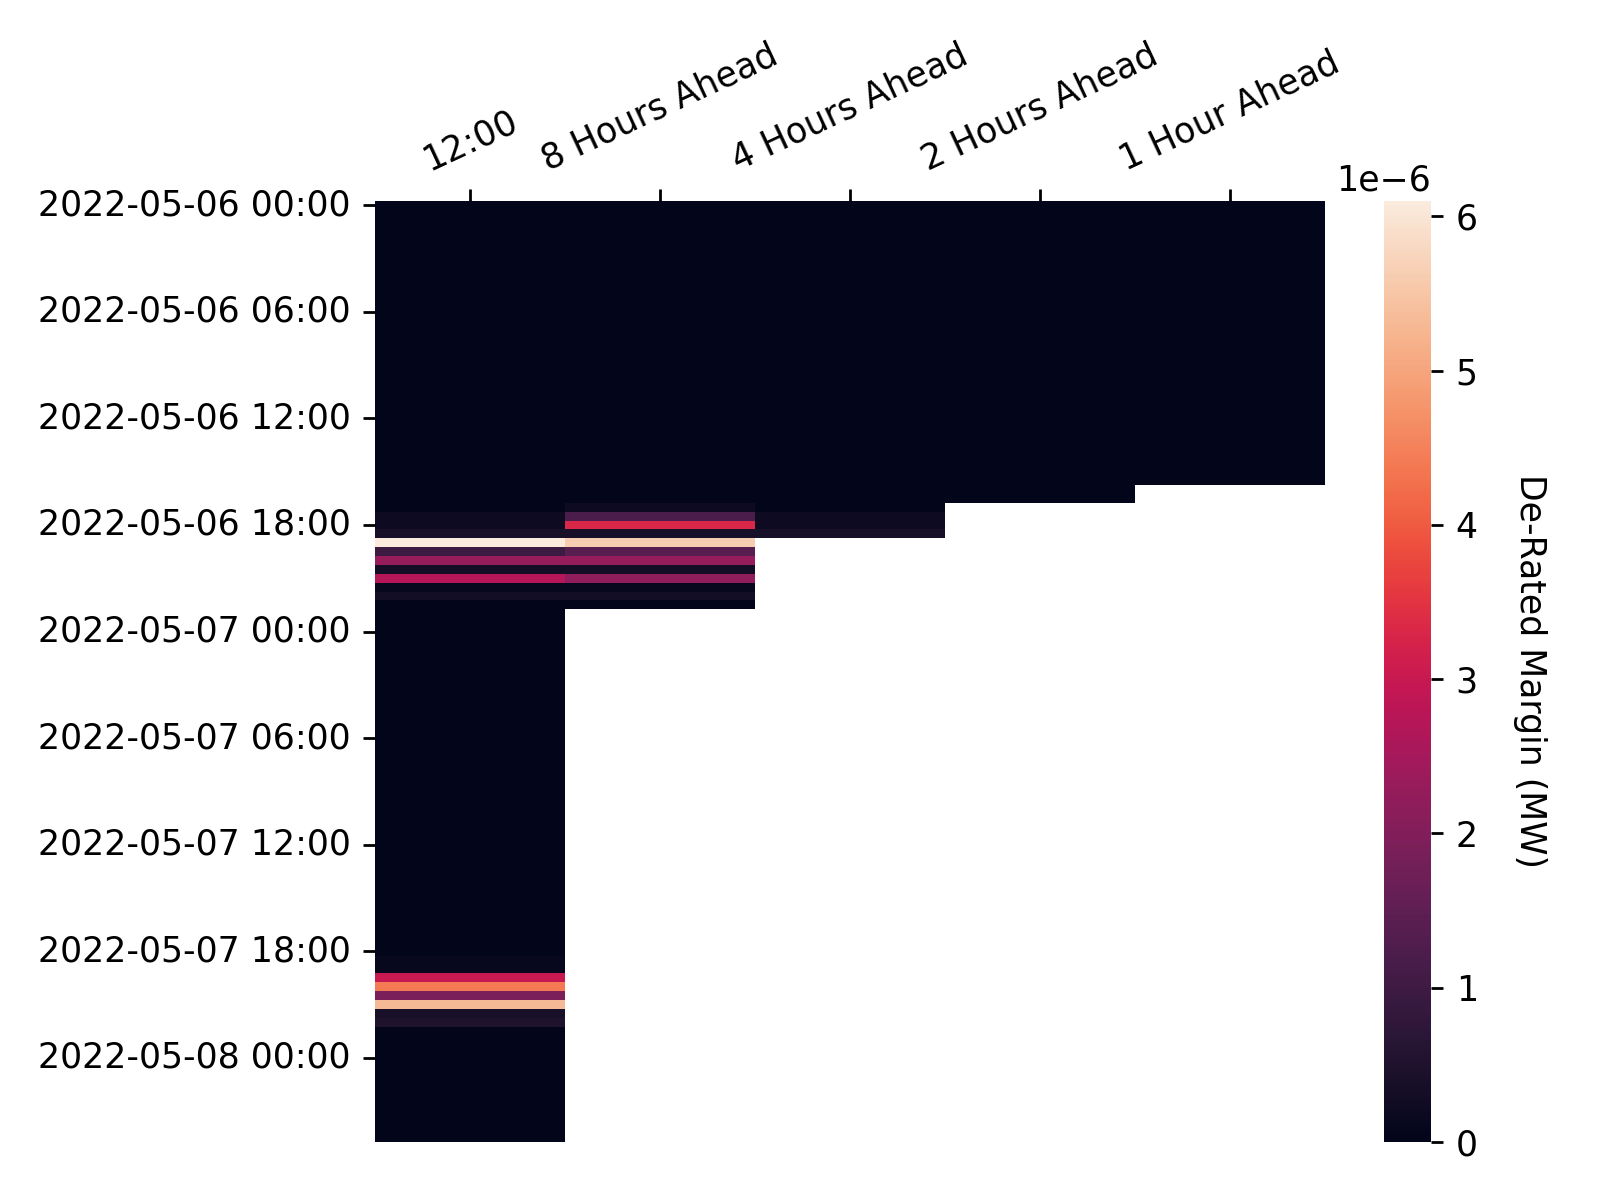 12:00
8 Hours Ahead
4 Hours Ahead
2 Hours Ahead
1 Hour Ahead
1e−6
2022-05-06 00:00
2022-05-06 06:00
2022-05-06 12:00
2022-05-06 18:00
2022-05-07 00:00
2022-05-07 06:00
2022-05-07 12:00
2022-05-07 18:00
2022-05-08 00:00
6
5
4
3
2
1
0
De-Rated Margin (MW)